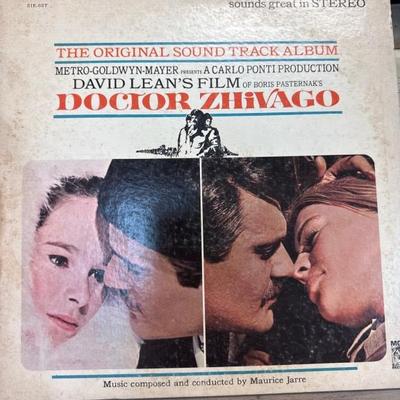 S1E-6ST
sounds great in STEREO
THE ORIGINAL SOUND TRACK ALBUM
METRO-GOLDWYN-MAYER PRESENTS A CARLO PONTI PRODUCTION
DAVID LEAN'S FILM OF BORIS PASTERNAK'S
DOCTOR ZHIVAGO
Music composed and conducted by Maurice Jarre